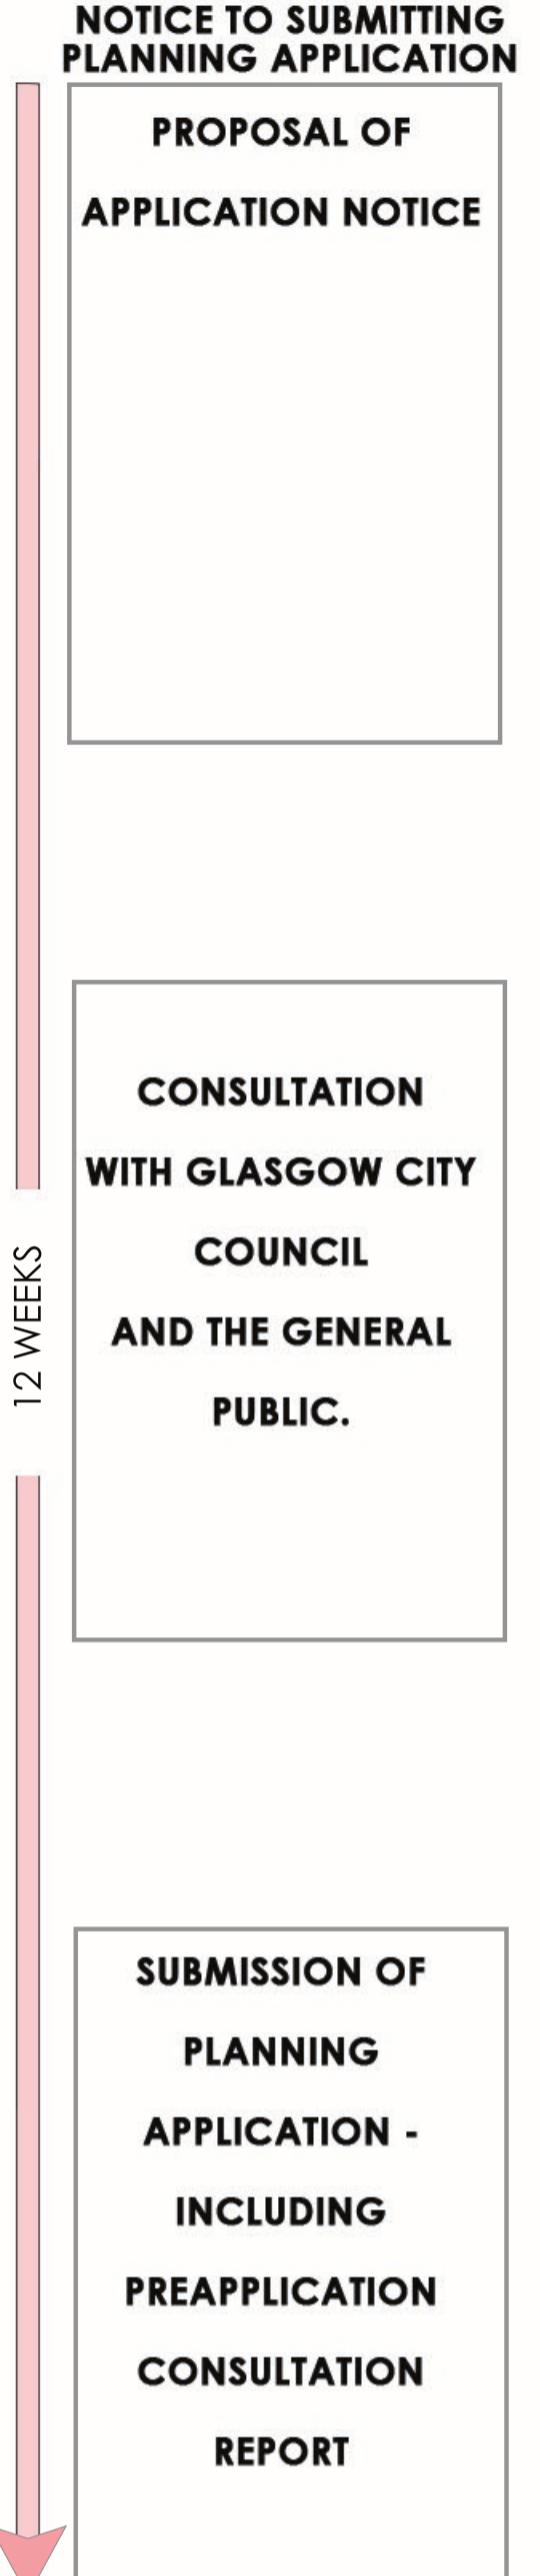 NOTICE TO SUBMITTING
PLANNING APPLICATION
PROPOSAL OF
APPLICATION NOTICE
12 WEEKS
CONSULTATION
WITH GLASGOW CITY
COUNCIL
AND THE GENERAL
PUBLIC.
SUBMISSION OF
PLANNING
APPLICATION -
INCLUDING
PREAPPLICATION
CONSULTATION
REPORT